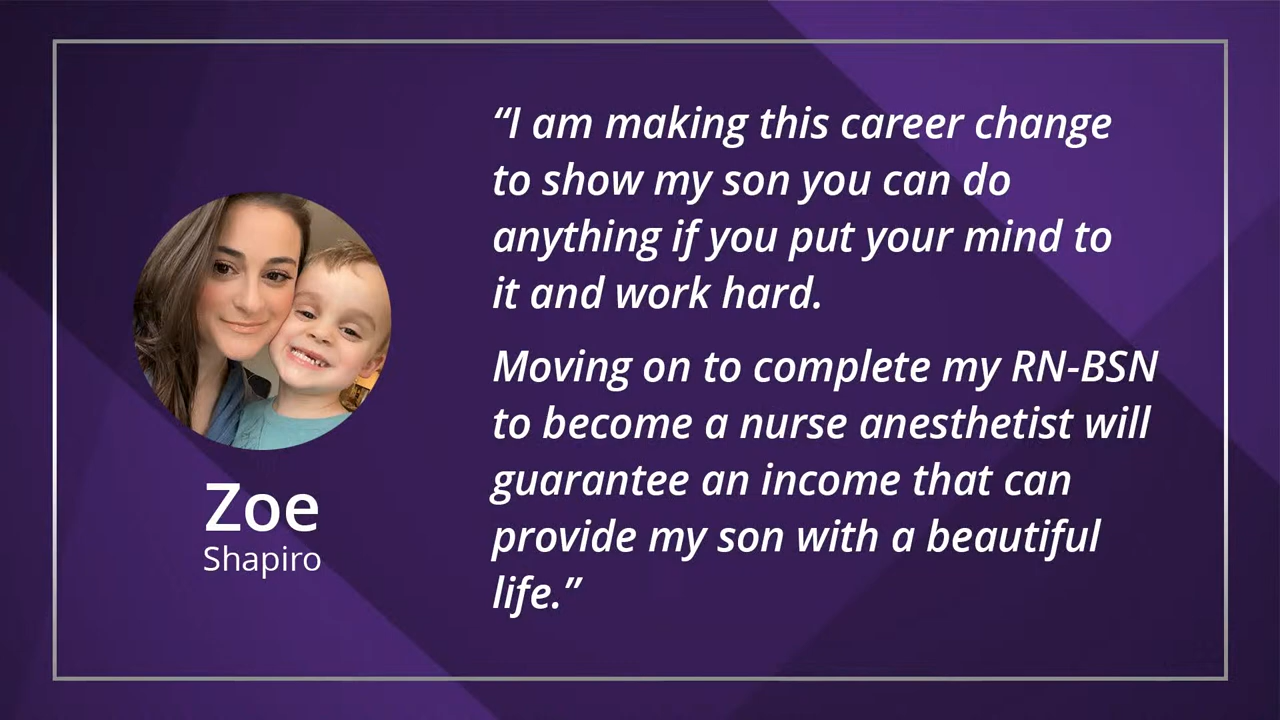 Zoe
Shapiro
“I am making this career change
to show my son you can do
anything if you put your mind to
it and work hard.
Moving on to complete my RN-BSN
to become a nurse anesthetist will
guarantee an income that can
provide my son with a beautiful
life.”